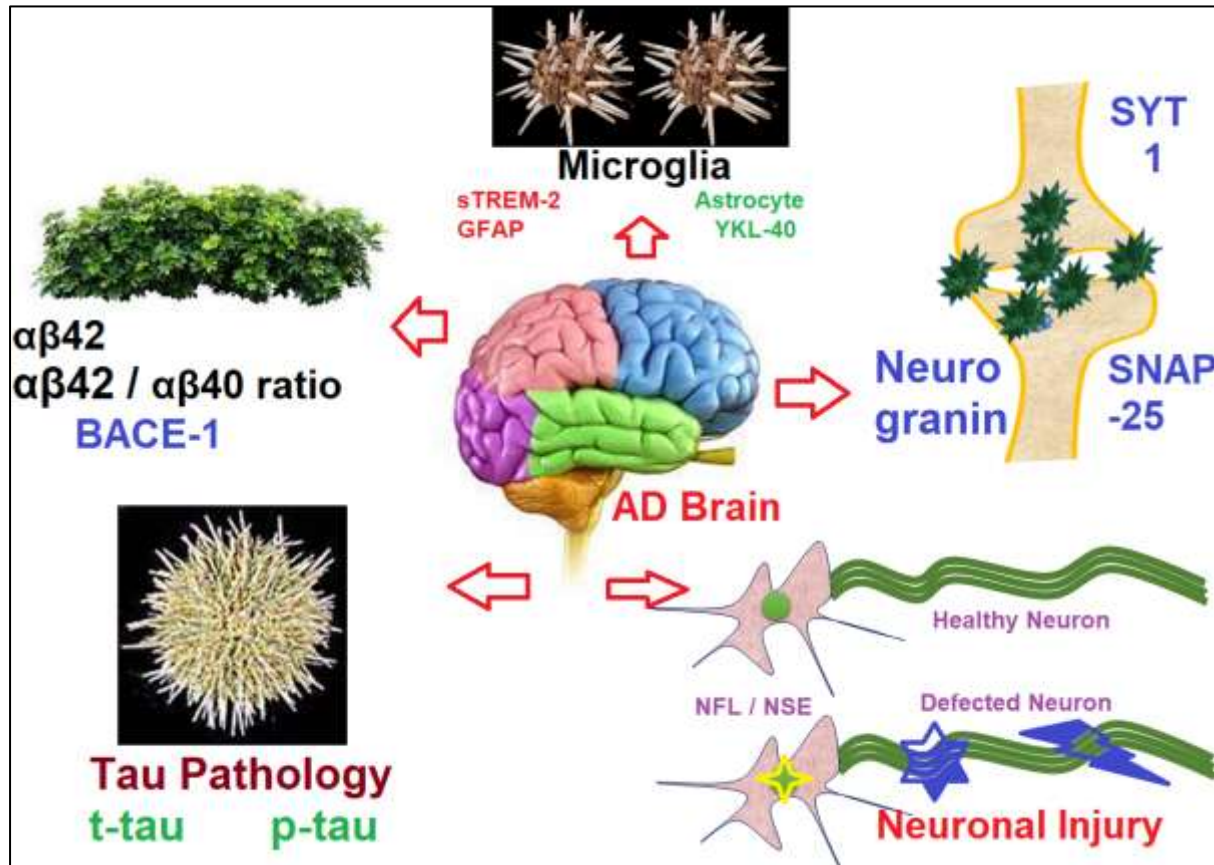 Microglia
sTREM-2
GFAP
Astrocyte
YKL-40
SYT
1
αβ42
αβ42 / αβ40 ratio
BACE-1
Neuro
granin
SNAP
-25
AD Brain
Tau Pathology
t-tau p-tau
Healthy Neuron
NFL / NSE
Defected Neuron
Neuronal Injury